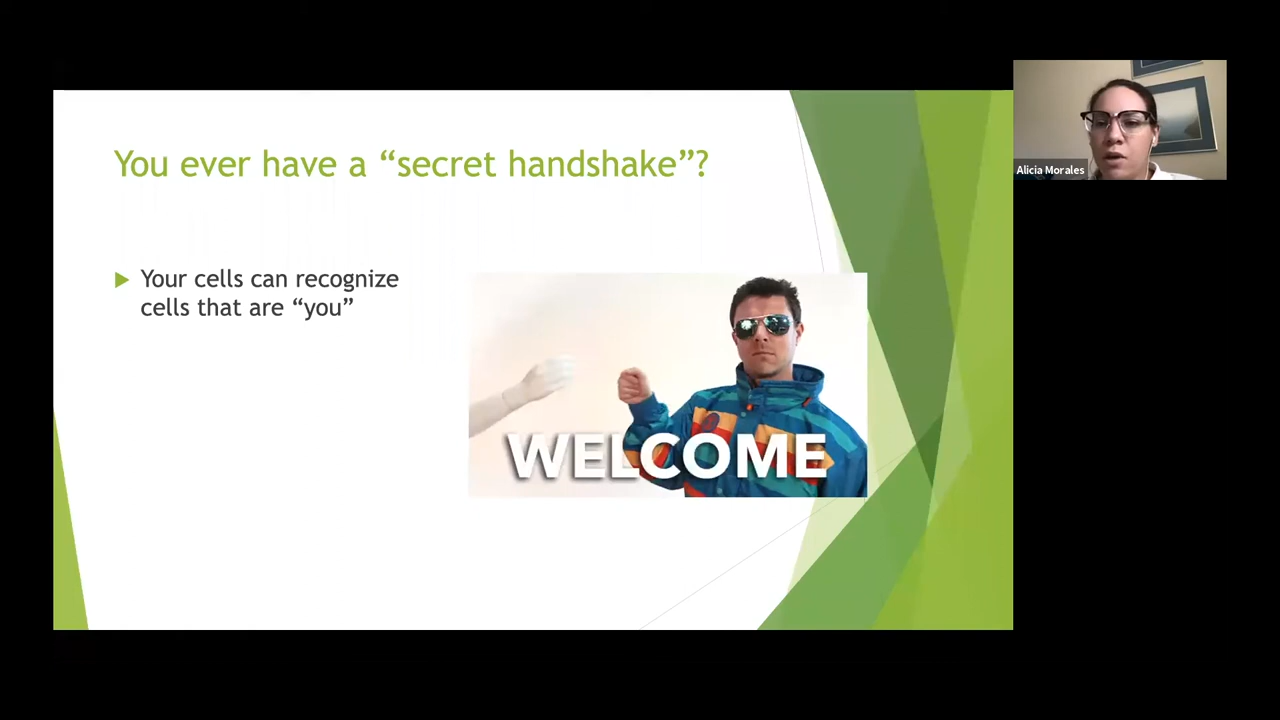 You ever have a “secret handshake”?
Your cells can recognize
cells that are “you”
WELCOME
Alicia Morales